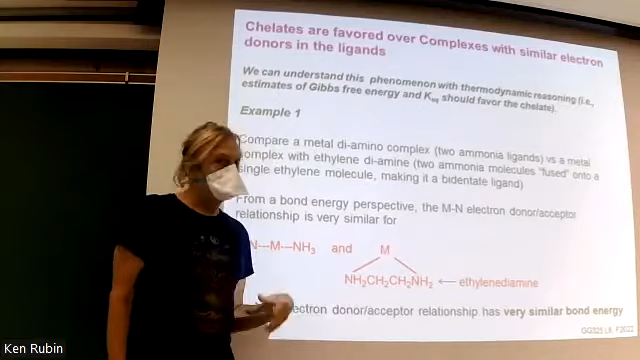 Chelates are favored over Complexes with similar electron
donors in the ligands
We can understand this phenomenon with thermodynamic reasoning (i.e.,
estimates of Gibbs free energy and Keq should favor the chelate).
Example 1
Compare a metal di-amino complex (two ammonia ligands) vs a metal
complex with ethylene di-amine (two ammonia molecules "fused" onto a
single ethylene molecule, making it a bidentate ligand)
From a bond energy perspective, the M-N electron donor/acceptor
relationship is very similar for
N---M---NH3 and M
NH2CH2CH2NH2 ⟵ ethylenediamine
electron donor/acceptor relationship has very similar bond energy
GG325 L8, F2022
Ken Rubin